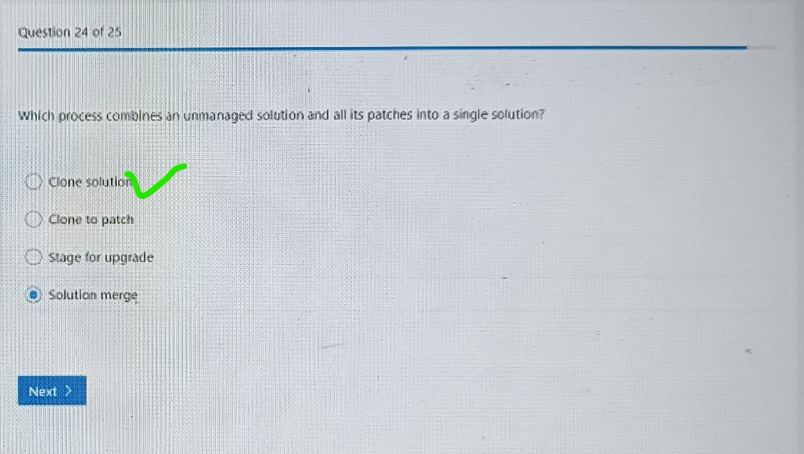 Question 24 of 25
Which process combines an unmanaged solution and all its patches into a single solution?
Clone solution
Clone to patch
Stage for upgrade
Solution merge
Next >